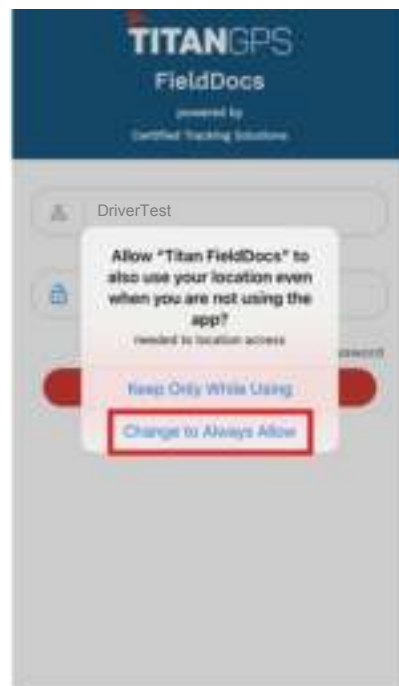 TITANGPS
FieldDocs
powered by
Certified Tracking Solutions
DriverTest
Allow "Titan FieldDocs" to
also use your location even
when you are not using the
app?
needed to location access
Keep Only While Using
Change to Always Allow